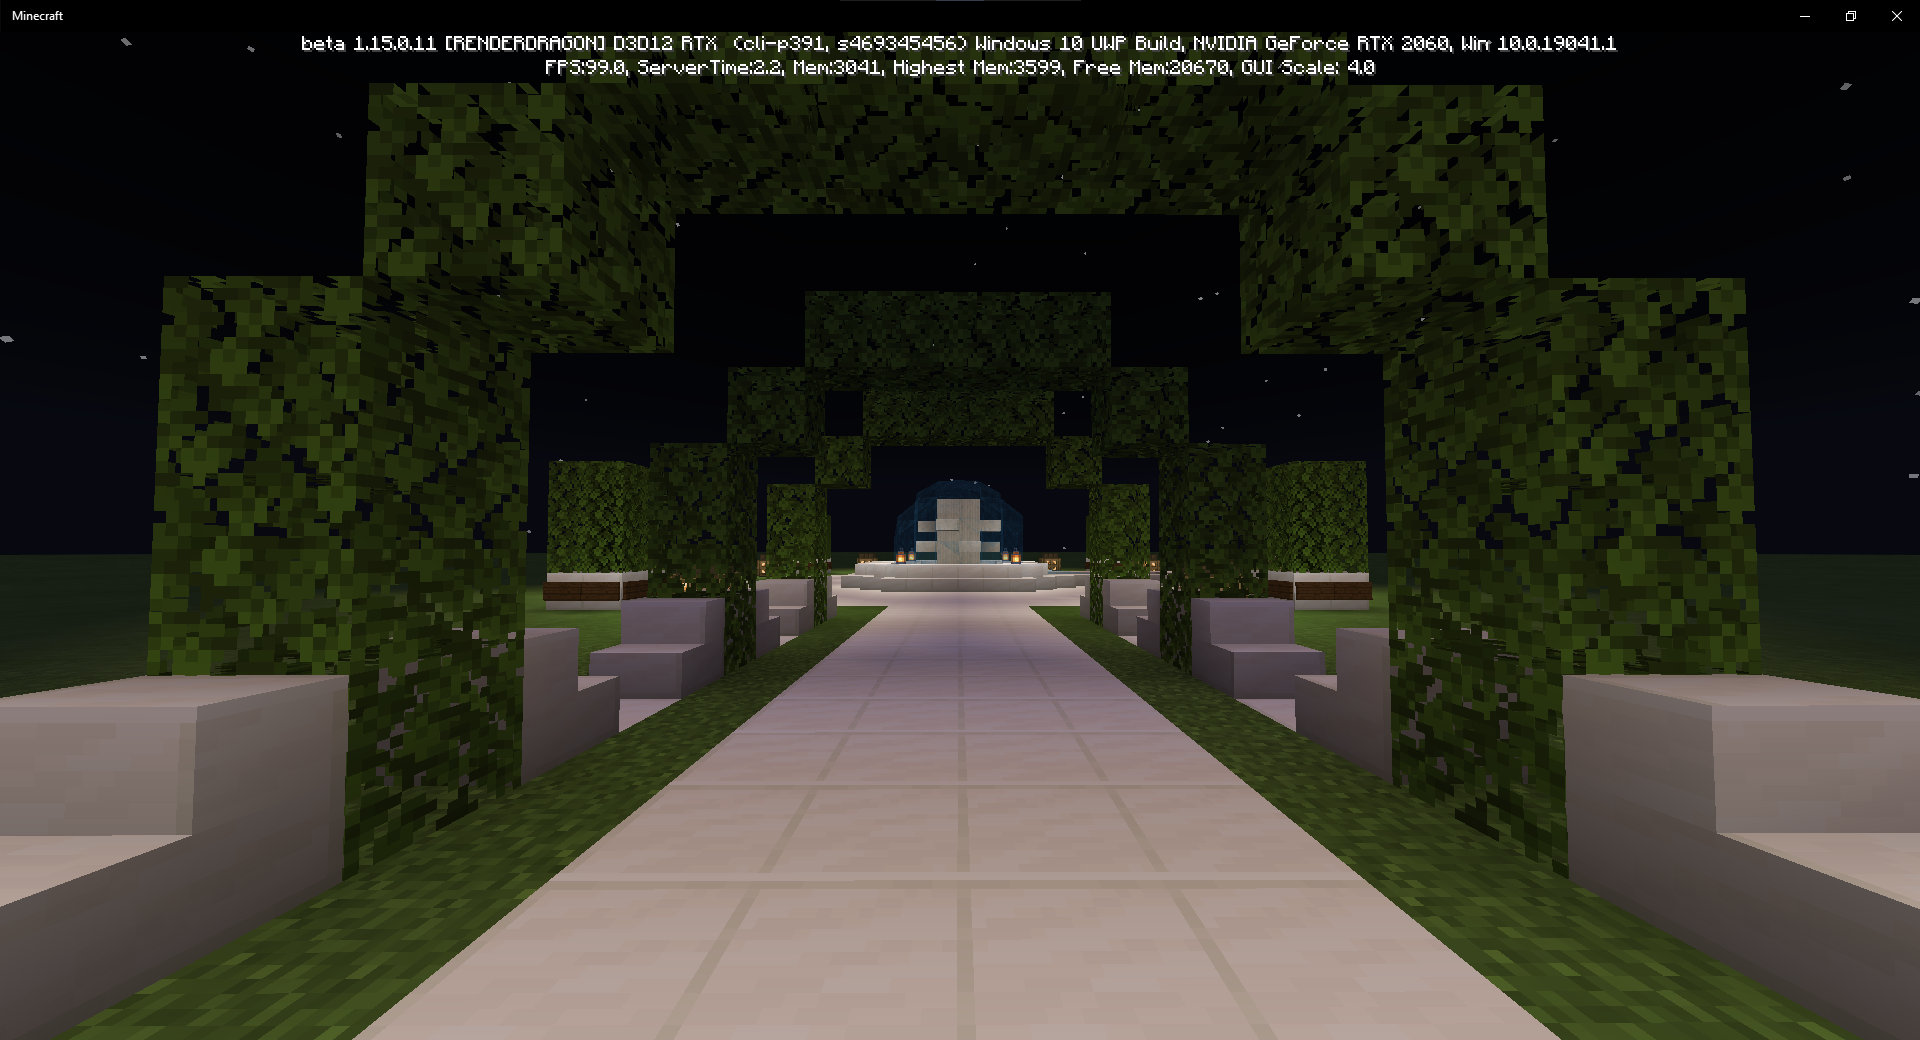 Minecraft
beta 1.15.0.11 [RENDERDRAGON] D3D12 RTX  (cli-p391, s469345456) Windows 10 UWP Build, NVIDIA GeForce RTX 2060, Win 10.0.19041.1
FPS:99.0, ServerTime:2.2, Mem:3041, Highest Mem:3599, Free Mem:20670, GUI Scale: 4.0